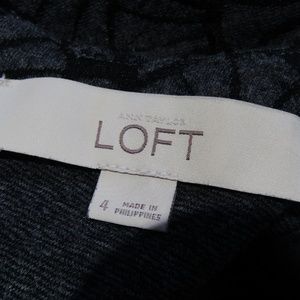 ANN TAYLOR
LOFT
4 MADE IN
PHILIPPINES